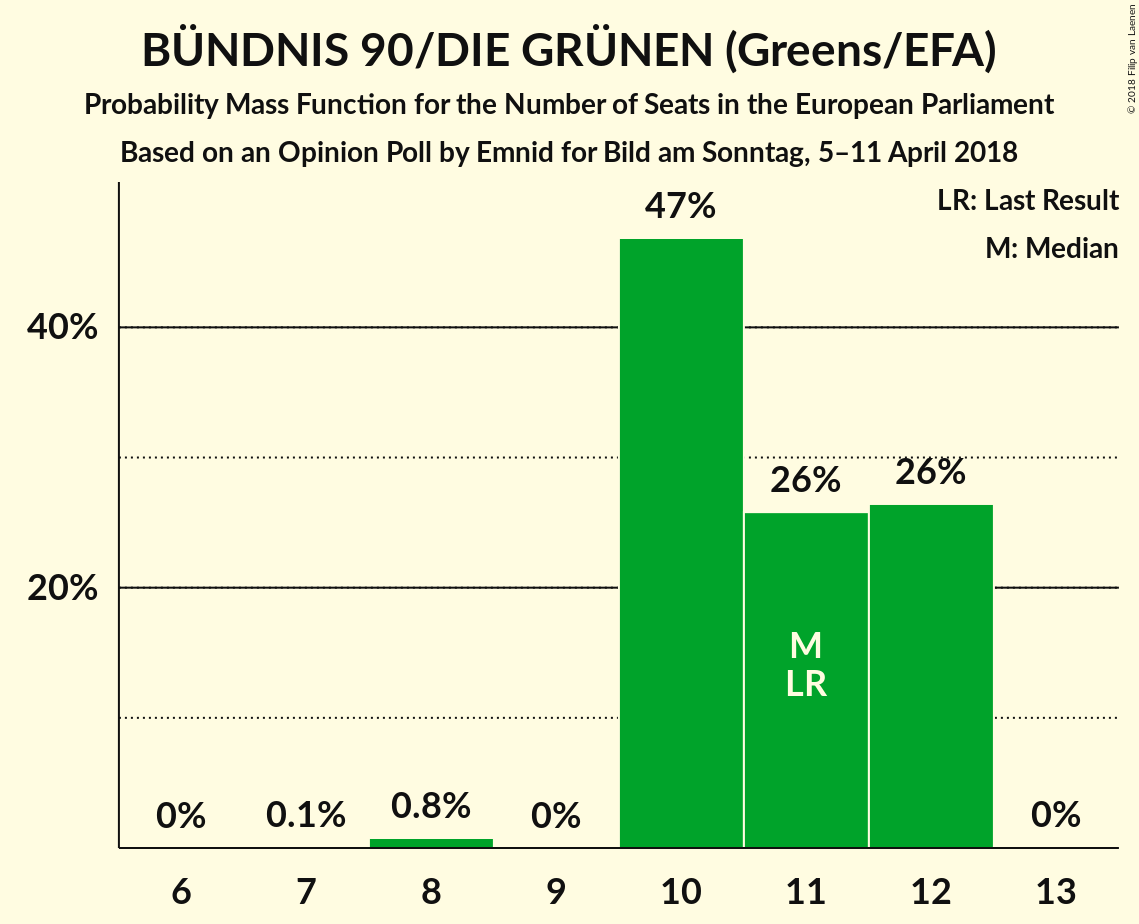 BÜNDNIS 90/DIE GRÜNEN (Greens/EFA)
Probability Mass Function for the Number of Seats in the European Parliament
Based on an Opinion Poll by Emnid for Bild am Sonntag, 5–11 April 2018
© 2018 Filip van Laenen
LR: Last Result
M: Median
40%
20%
0%
0.1%
0.8%
0%
47%
26%
26%
0%
M
LR
6 7 8 9 10 11 12 13